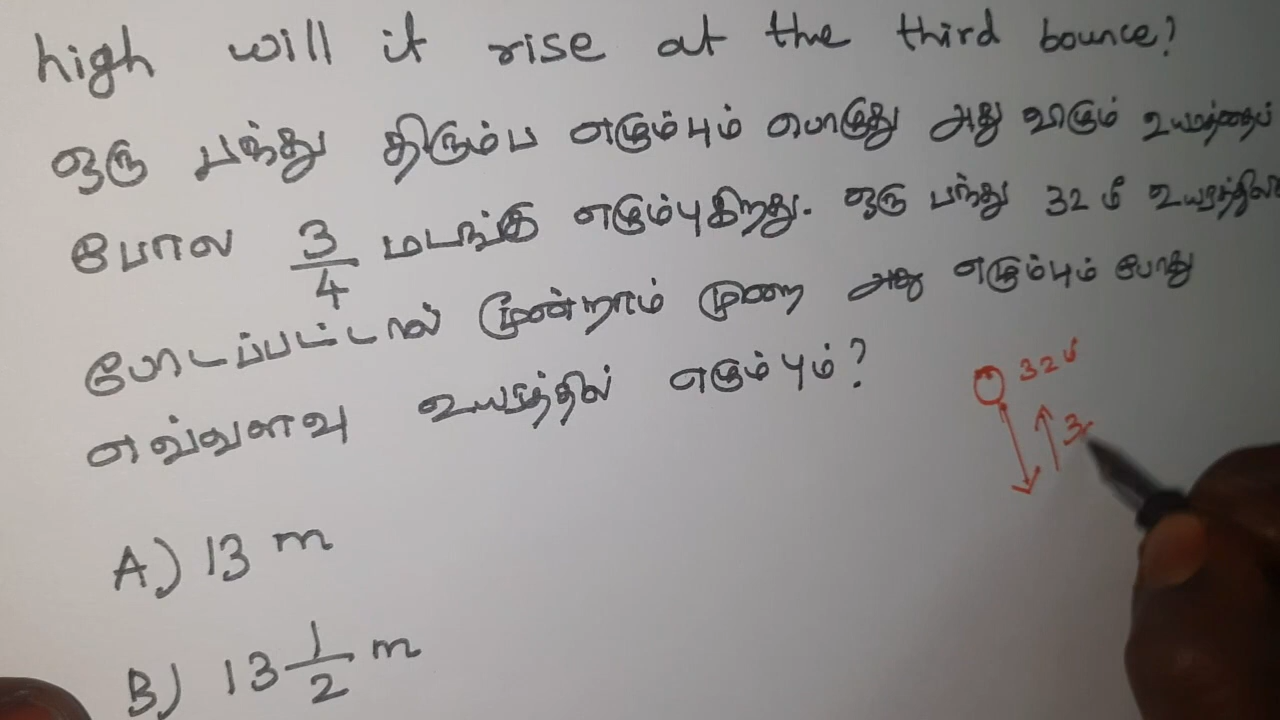 high will it rise at the third bounce?
ஒரு பந்து திரும்ப எழும்பும் பொழுது அது விழும் உயரத்தைப்
போல 3/4 மடங்கு எழும்புகிறது. ஒரு பந்து 32 மீ உயரத்தில்
போடப்பட்டால் மூன்றாம் முறை அது எழும்பும் போது
எவ்வளவு உயரத்தில் எழும்பும்?
32 மீ
3
A) 13 m
B) 13 1/2 m